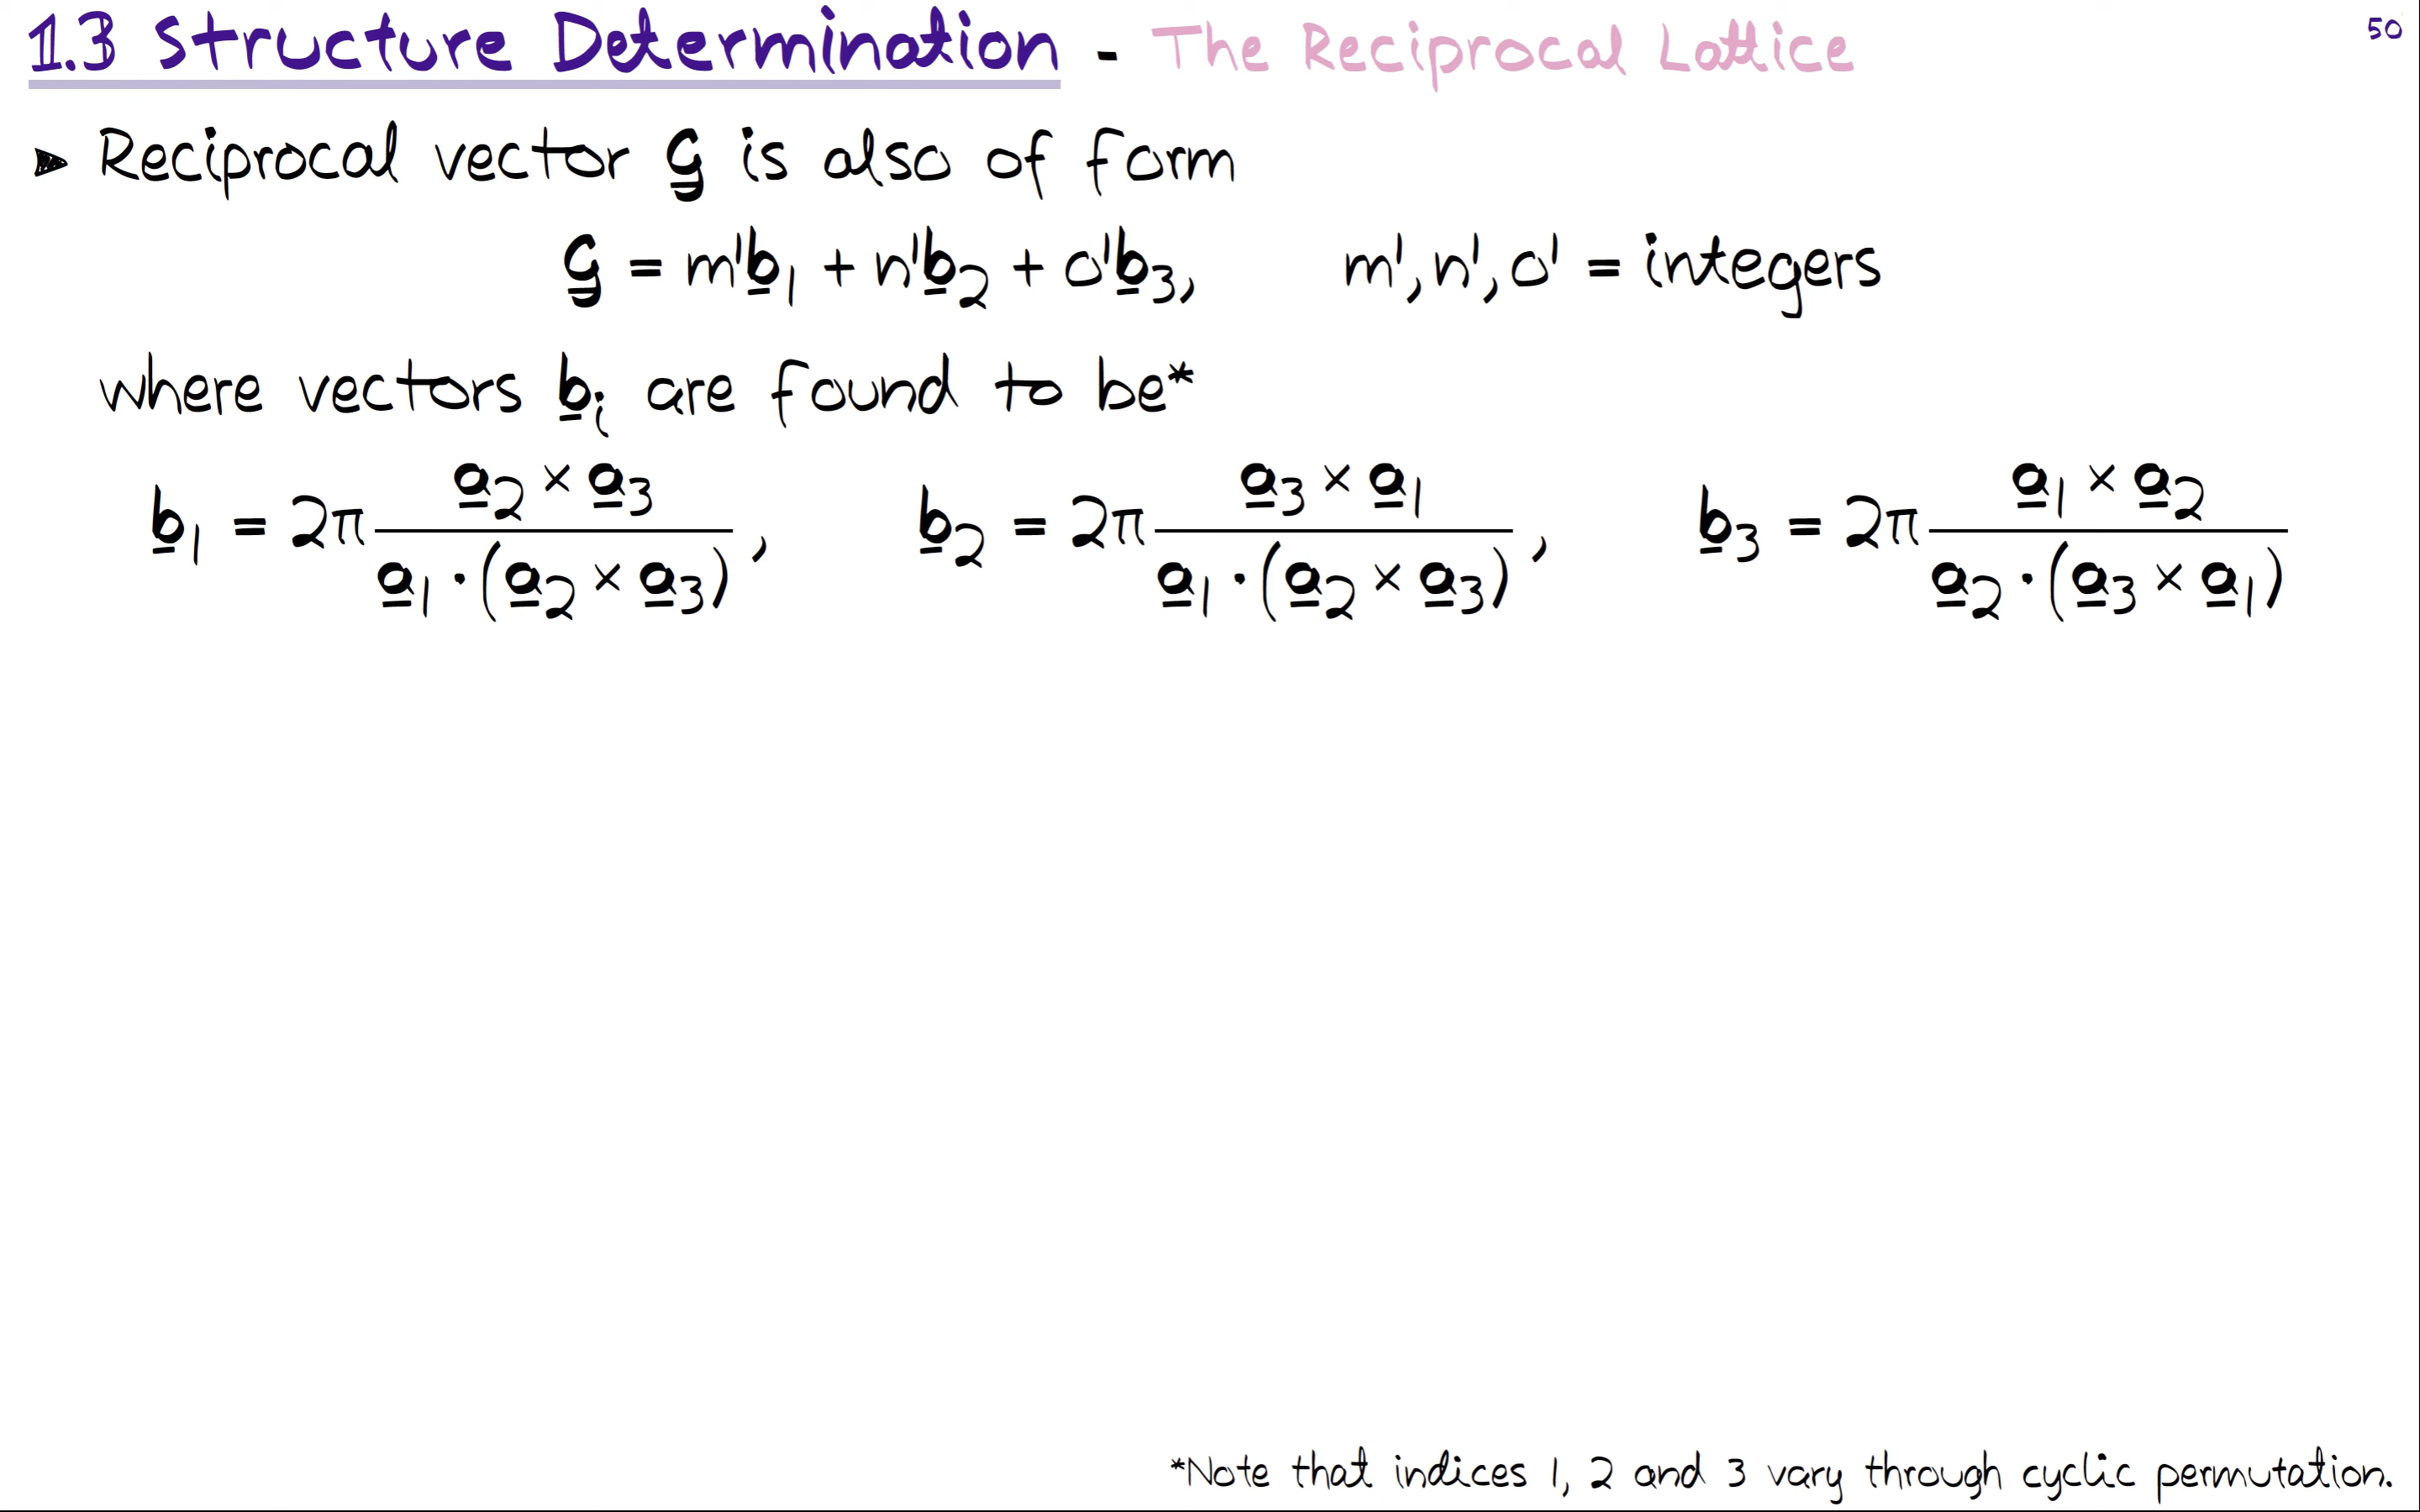 1.3 Structure Determination - The Reciprocal Lattice
50
▶ Reciprocal vector G is also of form
G = m'b₁ + n'b₂ + o'b₃, m', n', o' = integers
where vectors bᵢ are found to be*
b₁ = 2π (a₂ × a₃) / (a₁ · (a₂ × a₃)), b₂ = 2π (a₃ × a₁) / (a₁ · (a₂ × a₃)), b₃ = 2π (a₁ × a₂) / (a₂ · (a₃ × a₁))
*Note that indices 1, 2 and 3 vary through cyclic permutation.